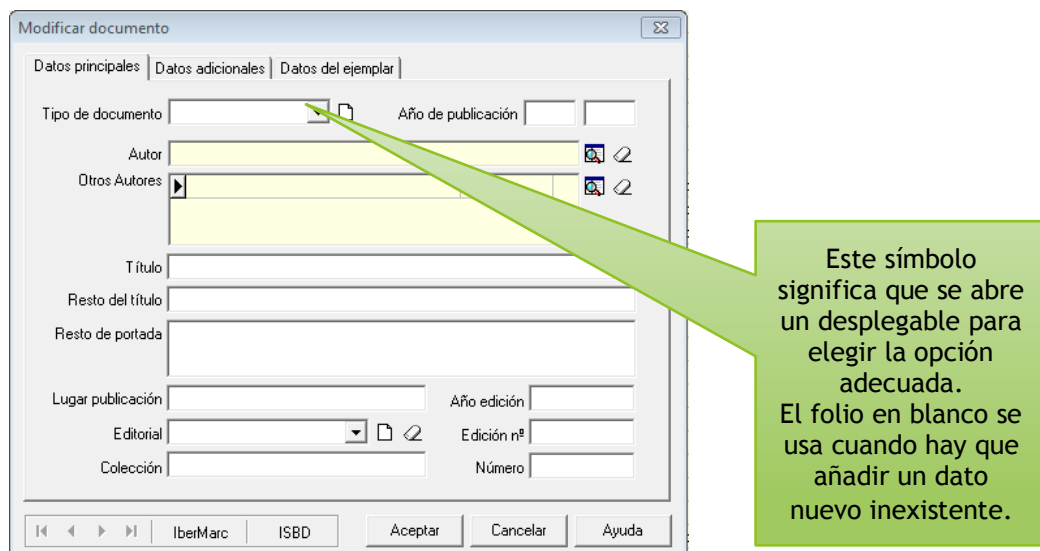 Modificar documento
Datos principales Datos adicionales Datos del ejemplar
Tipo de documento Año de publicación
Autor
Otros Autores
Título
Resto del título
Resto de portada
Lugar publicación Año edición
Editorial Edición nº
Colección Número
IberMarc ISBD Aceptar Cancelar Ayuda
Este símbolo
significa que se abre
un desplegable para
elegir la opción
adecuada.
El folio en blanco se
usa cuando hay que
añadir un dato
nuevo inexistente.